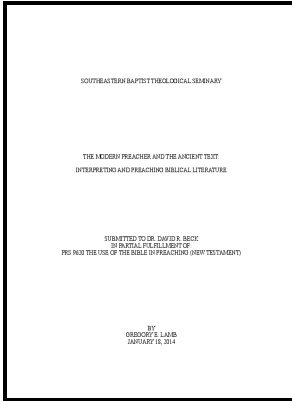 SOUTHEASTERN BAPTIST THEOLOGICAL SEMINARY
THE MODERN PREACHER AND THE ANCIENT TEXT
INTERPRETING AND PREACHING BIBLICAL LITERATURE
SUBMITTED TO DR. DAVID R. BECK
IN PARTIAL FULFILLMENT OF
PRS 9620 THE USE OF THE BIBLE IN PREACHING (NEW TESTAMENT)
BY
GREGORY E. LAMB
JANUARY 18, 2014